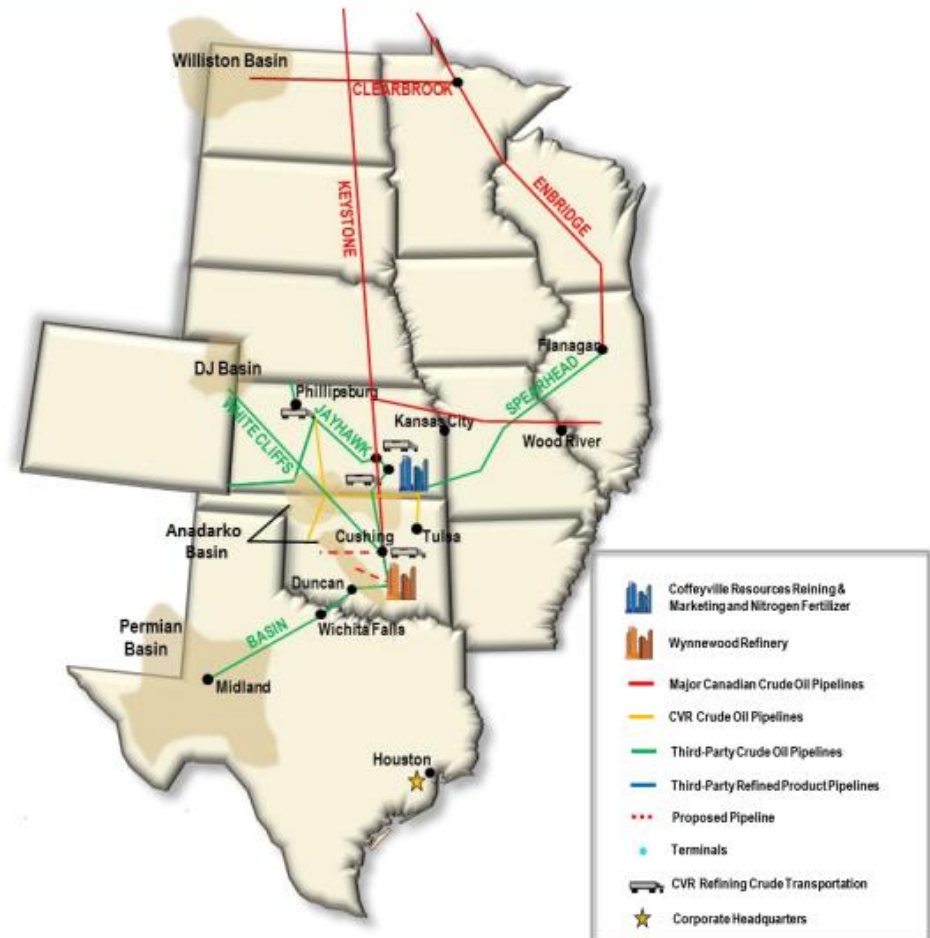 Williston Basin
CLEARBROOK
KEYSTONE
ENBRIDGE
DJ Basin
Flanagan
Phillipsburg
SPEARHEAD
WHITE CLIFFS
JAYHAWK
Kansas City
Wood River
Anadarko
Basin
Cushing
Tulsa
Duncan
Wichita Falls
Permian
Basin
BASIN
Midland
Houston
Coffeyville Resources Reining &
Marketing and Nitrogen Fertilizer
Wynnewood Refinery
Major Canadian Crude Oil Pipelines
CVR Crude Oil Pipelines
Third-Party Crude Oil Pipelines
Third-Party Refined Product Pipelines
Proposed Pipeline
Terminals
CVR Refining Crude Transportation
Corporate Headquarters